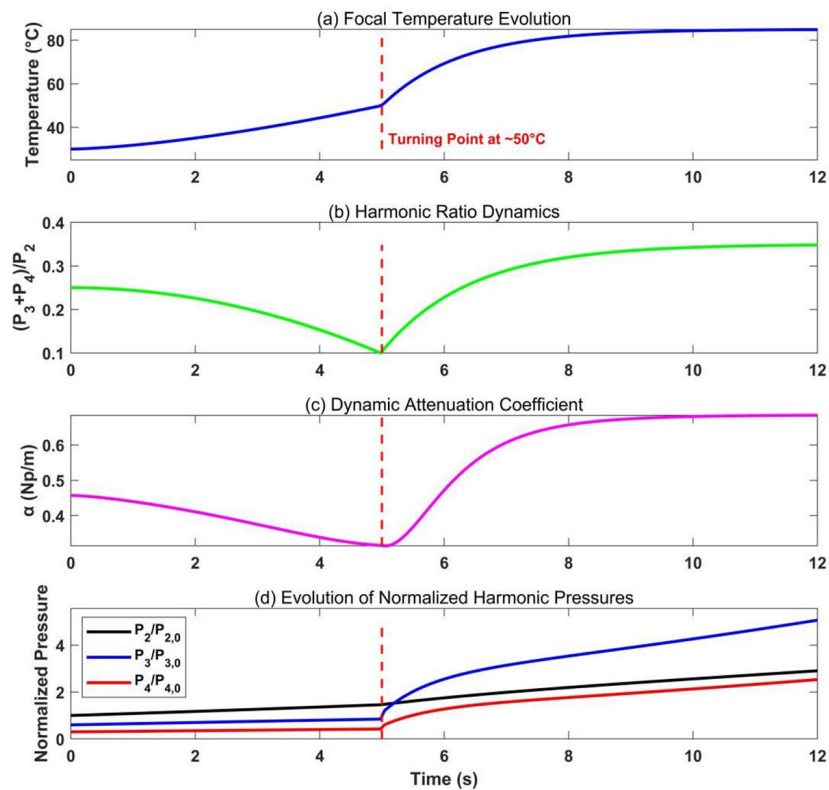 (a) Focal Temperature Evolution
Temperature (°C)
80
60
40
Turning Point at ~50°C
0 2 4 6 8 10 12
(b) Harmonic Ratio Dynamics
(P₃+P₄)/P₂
0.4
0.3
0.2
0.1
0 2 4 6 8 10 12
(c) Dynamic Attenuation Coefficient
α (Np/m)
0.6
0.5
0.4
0 2 4 6 8 10 12
(d) Evolution of Normalized Harmonic Pressures
Normalized Pressure
4
2
0
P₂/P₂,₀
P₃/P₃,₀
P₄/P₄,₀
0 2 4 6 8 10 12
Time (s)